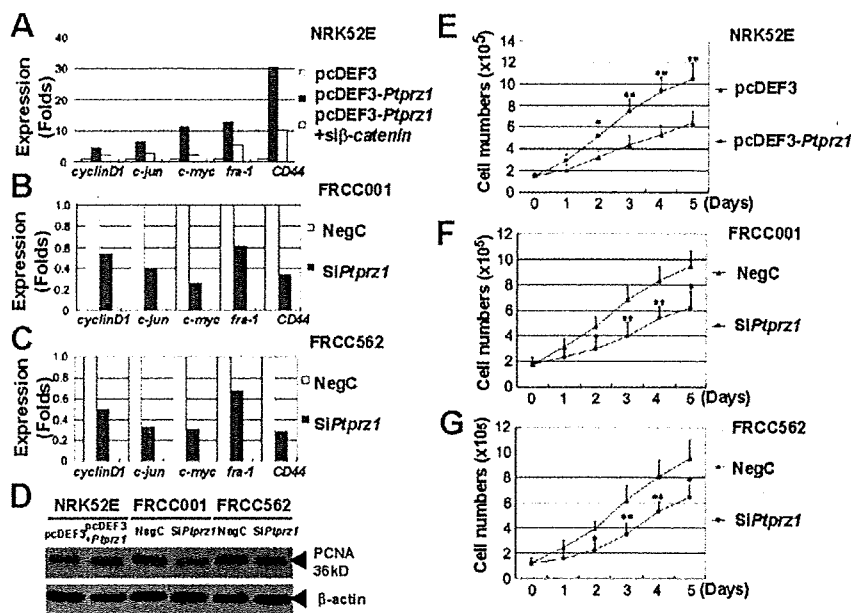 A
NRK52E
Expression (Folds)
40
30
20
10
0
pcDEF3
pcDEF3-Ptprz1
pcDEF3-Ptprz1
+siβ-catenin
cyclinD1 c-jun c-myc fra-1 CD44
B
FRCC001
Expression (Folds)
1.0
0.8
0.6
0.4
0.2
0
NegC
SiPtprz1
cyclinD1 c-jun c-myc fra-1 CD44
C
FRCC562
Expression (Folds)
1.0
0.8
0.6
0.4
0.2
0
NegC
SiPtprz1
cyclinD1 c-jun c-myc fra-1 CD44
D
NRK52E FRCC001 FRCC562
pcDEF3 pcDEF3 +Ptprz1 NegC SiPtprz1 NegC SiPtprz1
PCNA
36kD
β-actin
E
NRK52E
Cell mumbers (x10⁵)
14
12
10
8
6
4
2
0
pcDEF3
pcDEF3-Ptprz1
0 1 2 3 4 5 (Days)
F
FRCC001
Cell numbers (x10⁵)
12
10
8
6
4
2
0
NegC
SiPtprz1
0 1 2 3 4 5 (Days)
G
FRCC562
Cell numbers (x10⁵)
12
10
8
6
4
2
0
NegC
SiPtprz1
0 1 2 3 4 5 (Days)